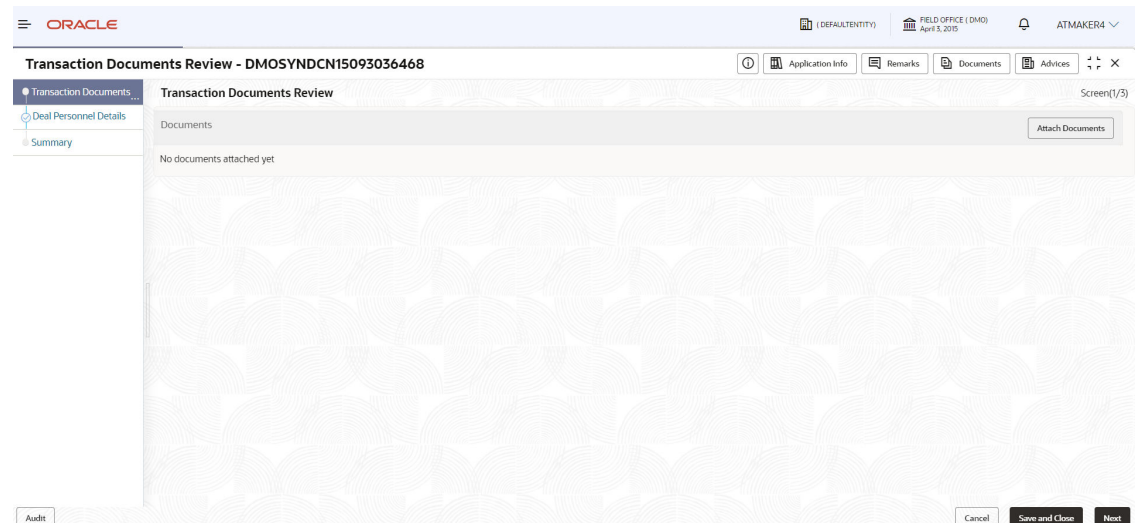 ORACLE
( DEFAULTENTITY)
FIELD OFFICE ( DMO)
April 3, 2015
ATMAKER4
Transaction Documents Review - DMOSYNDCN15093036468
Application Info
Remarks
Documents
Advices
Transaction Documents ...
Deal Personnel Details
Summary
Transaction Documents Review
Screen(1/3)
Documents
Attach Documents
No documents attached yet
Audit
Cancel
Save and Close
Next